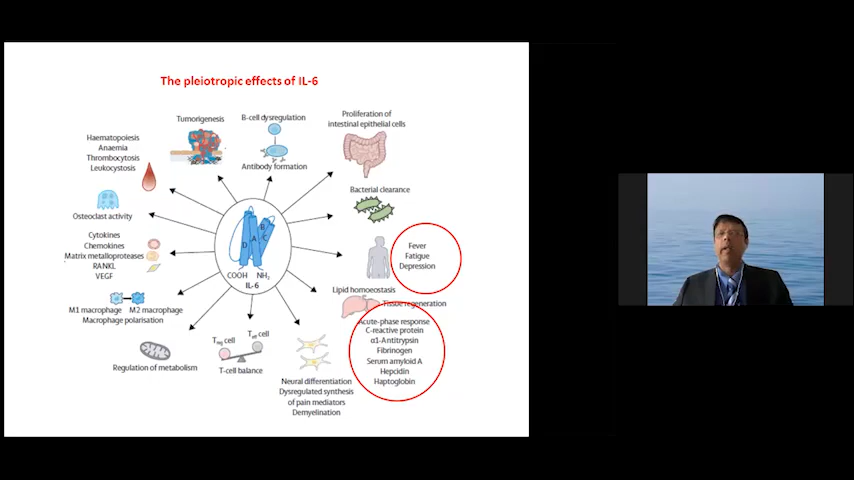 The pleiotropic effects of IL-6
Tumorigenesis
B-cell dysregulation
Antibody formation
Proliferation of
intestinal epithelial cells
Haematopoiesis
Anaemia
Thrombocytosis
Leukocystosis
Bacterial clearance
Osteoclast activity
Cytokines
Chemokines
Matrix metalloproteases
RANKL
VEGF
D
A
B
C
COOH
NH2
IL-6
Fever
Fatigue
Depression
Lipid homoeostasis
Tissue regeneration
Acute-phase response
C-reactive protein
α1-Antitrypsin
Fibrinogen
Serum amyloid A
Hepcidin
Haptoglobin
M1 macrophage
M2 macrophage
Macrophage polarisation
Regulation of metabolism
Treg cell
Teff cell
T-cell balance
Neural differentiation
Dysregulated synthesis
of pain mediators
Demyelination